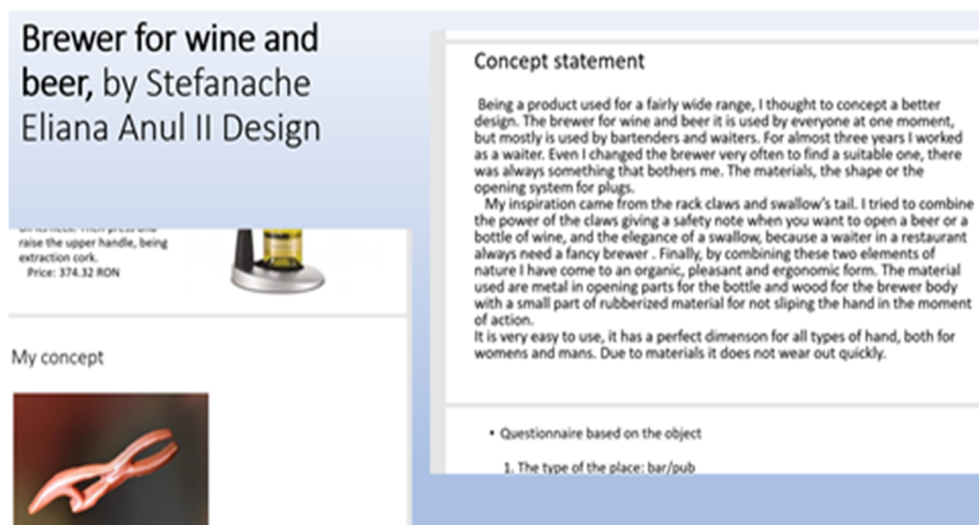 Brewer for wine and
beer, by Stefanache
Eliana Anul II Design
raise the upper handle, being
extraction cork.
Price: 374.32 RON
My concept
Concept statement
Being a product used for a fairly wide range, I thought to concept a better
design. The brewer for wine and beer it is used by everyone at one moment,
but mostly is used by bartenders and waiters. For almost three years I worked
as a waiter. Even I changed the brewer very often to find a suitable one, there
was always something that bothers me. The materials, the shape or the
opening system for plugs.
My inspiration came from the rack claws and swallow's tail. I tried to combine
the power of the claws giving a safety note when you want to open a beer or a
bottle of wine, and the elegance of a swallow, because a waiter in a restaurant
always need a fancy brewer . Finally, by combining these two elements of
nature I have come to an organic, pleasant and ergonomic form. The material
used are metal in opening parts for the bottle and wood for the brewer body
with a small part of rubberized material for not sliping the hand in the moment
of action.
It is very easy to use, it has a perfect dimenson for all types of hand, both for
womens and mans. Due to materials it does not wear out quickly.
• Questionnaire based on the object
1. The type of the place: bar/pub